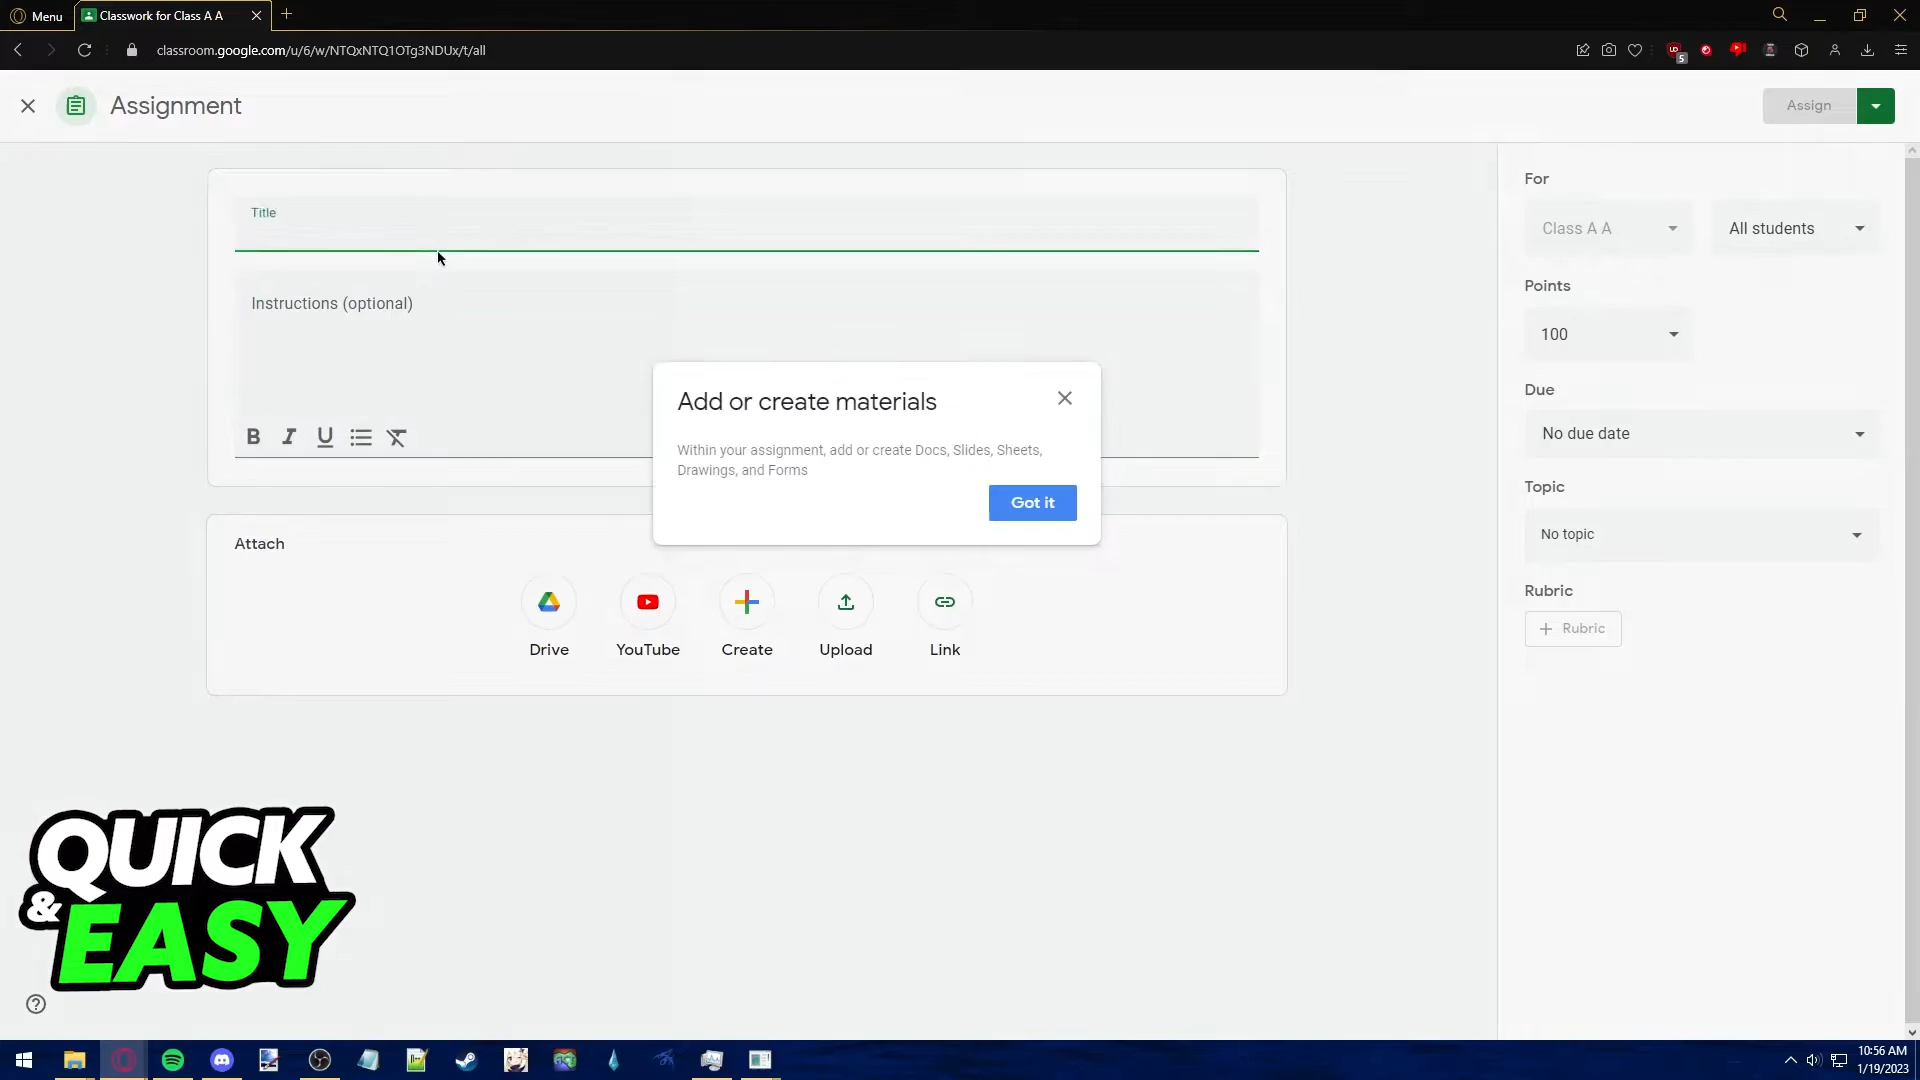 Menu
Classwork for Class A A
classroom.google.com/u/6/w/NTQxNTQ1OTg3NDUx/t/all
5
Assignment
Assign
Title
Instructions (optional)
Add or create materials
Within your assignment, add or create Docs, Slides, Sheets,
Drawings, and Forms
Got it
Attach
Drive
YouTube
Create
Upload
Link
For
Class A A
All students
Points
100
Due
No due date
Topic
No topic
Rubric
Rubric
QUICK
& EASY
10:56 AM
1/19/2023